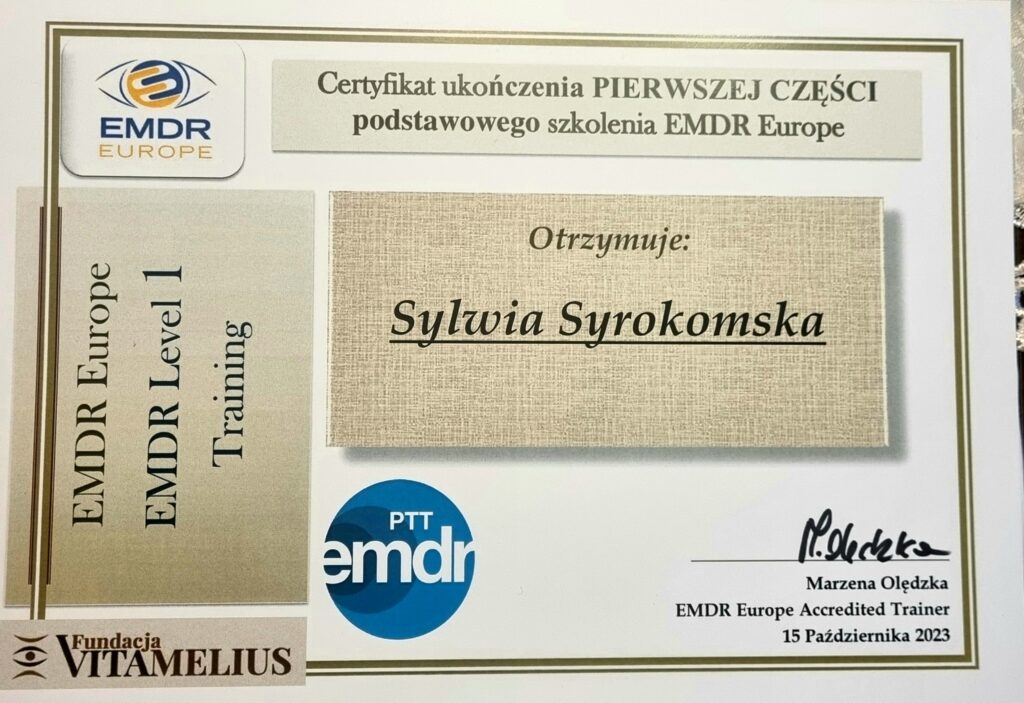 EMDR
EUROPE
Certyfikat ukończenia PIERWSZEJ CZĘŚCI
podstawowego szkolenia EMDR Europe
EMDR Europe
EMDR Level 1
Training
Otrzymuje:
Sylwia Syrokomska
PTT
emdr
M. Olędzka
Marzena Olędzka
EMDR Europe Accredited Trainer
15 Października 2023
Fundacja
VITAMELIUS